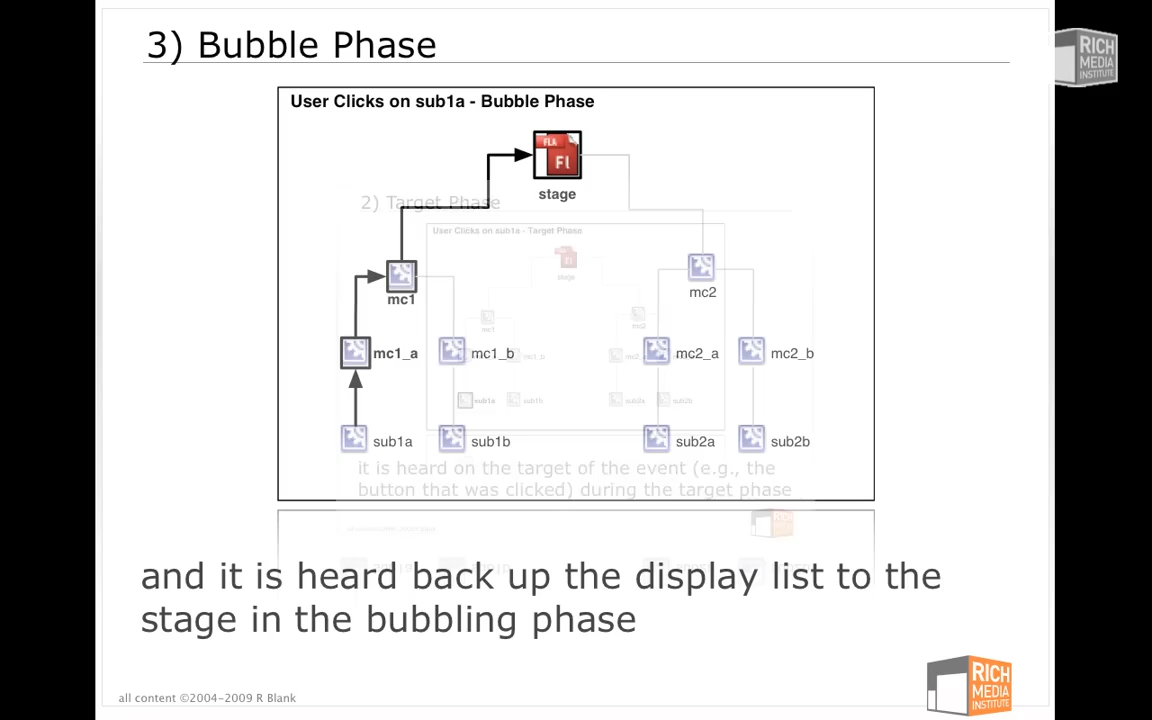 3) Bubble Phase
RICH
MEDIA
INSTITUTE
User Clicks on sub1a - Bubble Phase
FLA
Fl
stage
2) Target Phase
User Clicks on sub1a - Target Phase
stage
mc1
mc2
mc1
mc2
mc1_a
mc1_b
mc2_a
mc2_b
sub1a
sub1b
sub2a
sub2b
sub1a
sub1b
sub2a
sub2b
it is heard on the target of the event (e.g., the
button that was clicked) during the target phase
and it is heard back up the display list to the
stage in the bubbling phase
all content ©2004-2009 R Blank
RICH
MEDIA
INSTITUTE